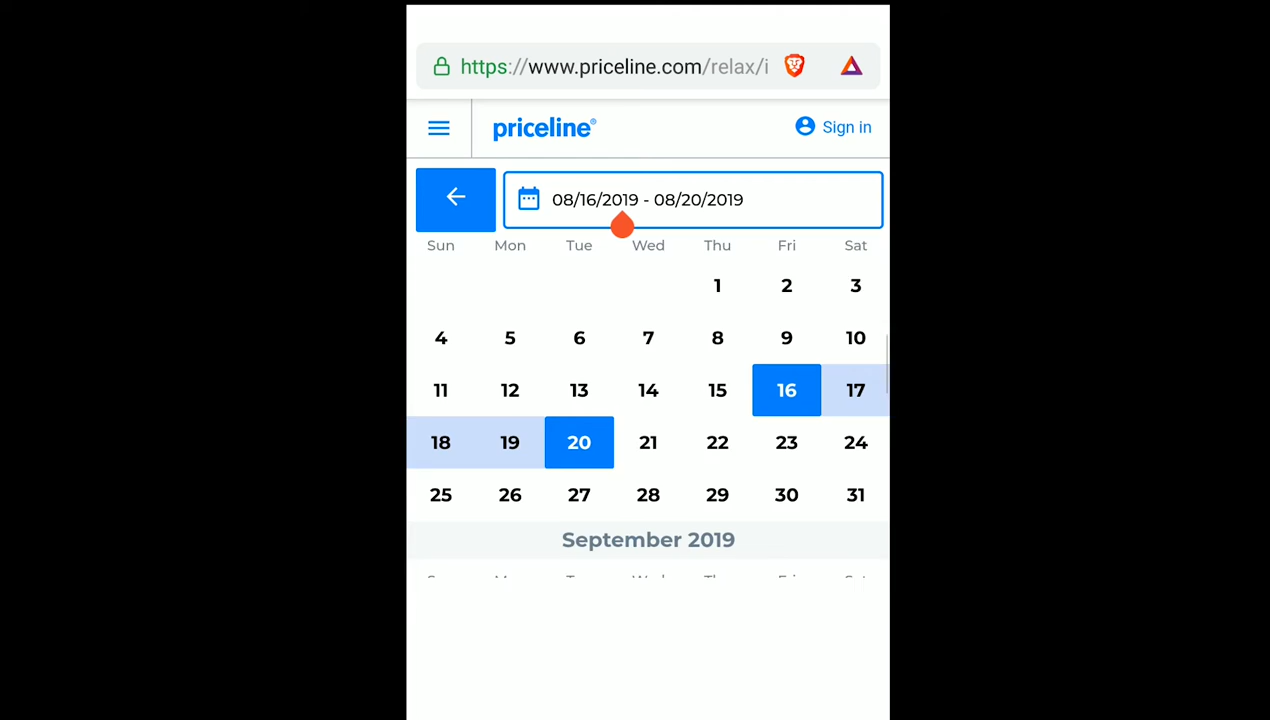 https://www.priceline.com/relax/i
priceline® Sign in
08/16/2019 - 08/20/2019
Sun Mon Tue Wed Thu Fri Sat
1 2 3
4 5 6 7 8 9 10
11 12 13 14 15 16 17
18 19 20 21 22 23 24
25 26 27 28 29 30 31
September 2019